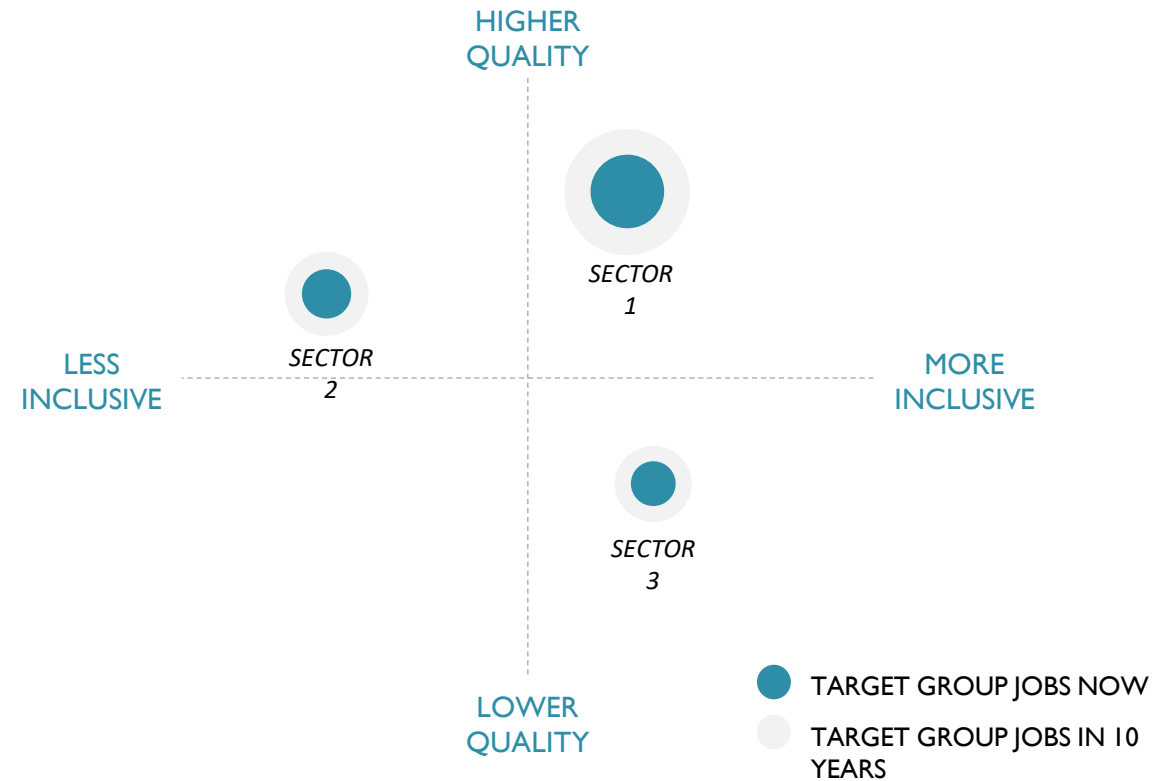 HIGHER
QUALITY
SECTOR
1
SECTOR
2
LESS
INCLUSIVE
MORE
INCLUSIVE
SECTOR
3
LOWER
QUALITY
TARGET GROUP JOBS NOW
TARGET GROUP JOBS IN 10
YEARS